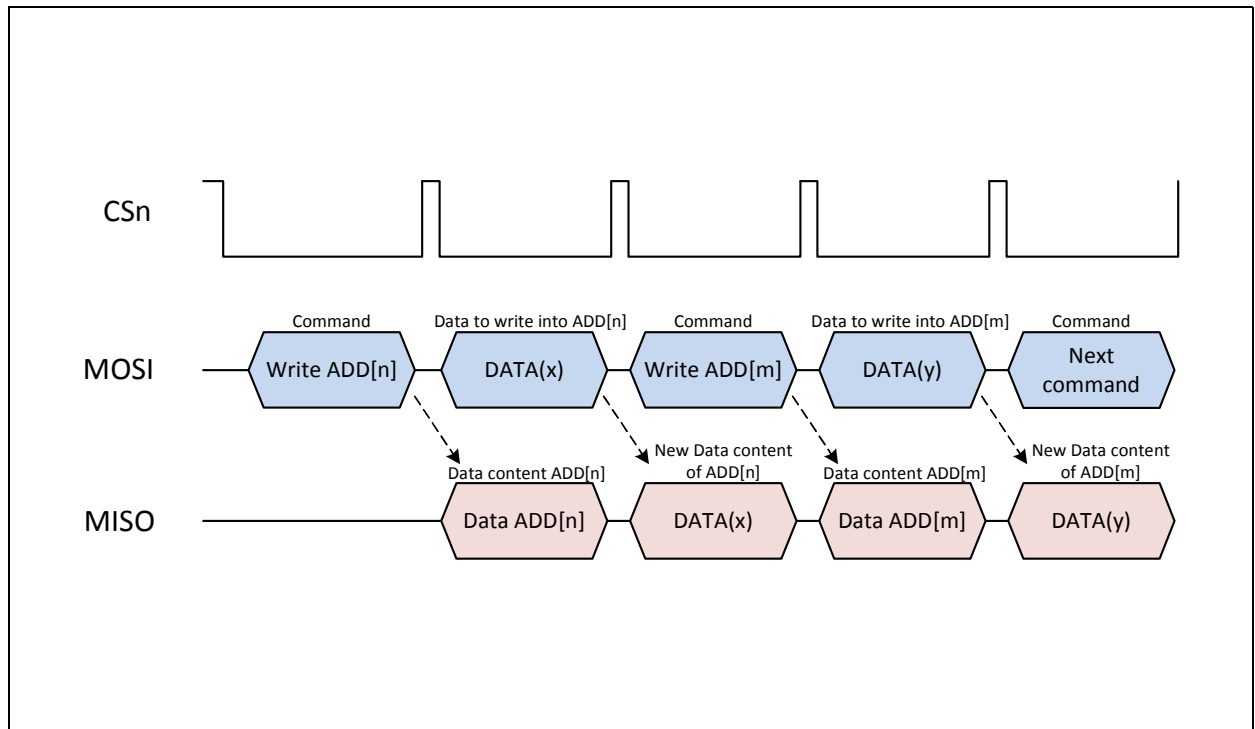 CSn
Command
Data to write into ADD[n]
Command
Data to write into ADD[m]
Command
MOSI
Write ADD[n]
DATA(x)
Write ADD[m]
DATA(y)
Next
command
Data content ADD[n]
New Data content
of ADD[n]
Data content ADD[m]
New Data content
of ADD[m]
MISO
Data ADD[n]
DATA(x)
Data ADD[m]
DATA(y)